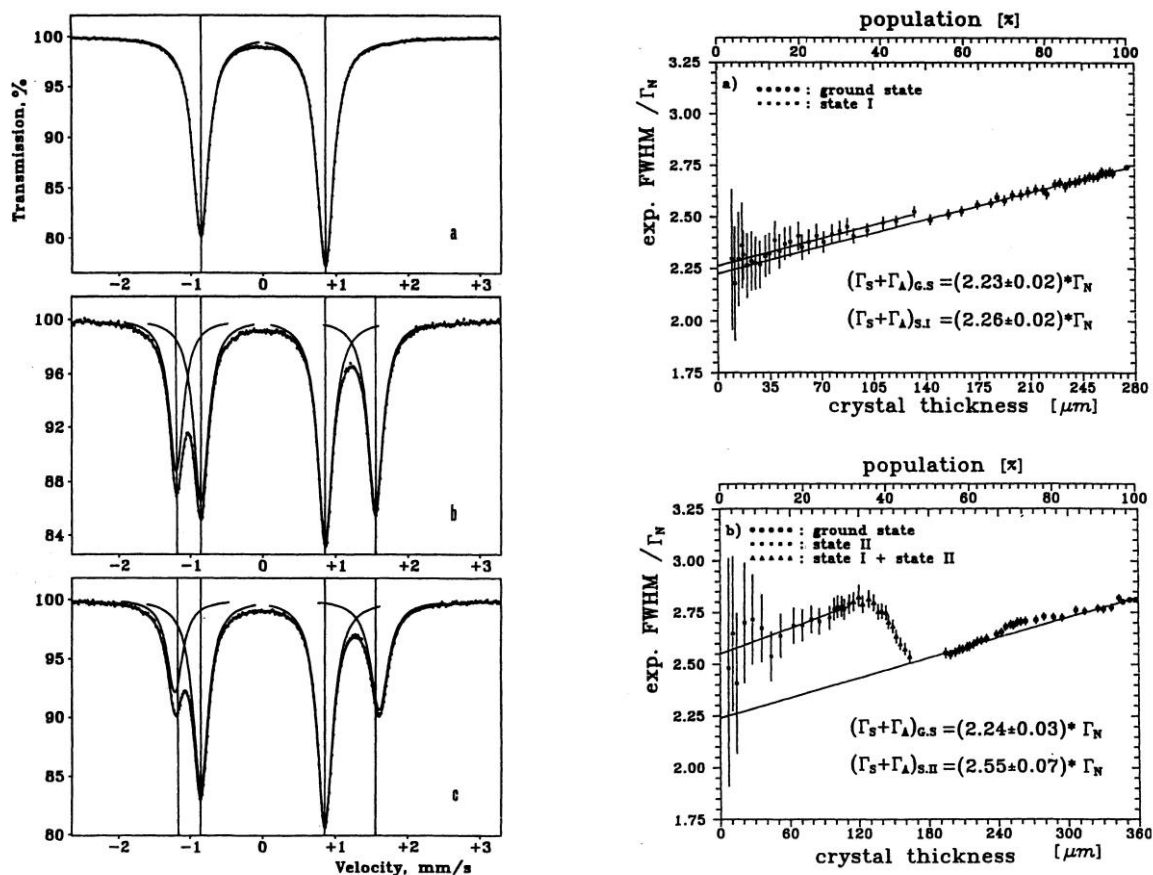 Transmission, %
100
95
90
85
80
a
-2
-1
0
+1
+2
+3
100
96
92
88
84
b
-2
-1
0
+1
+2
+3
100
95
90
85
80
c
-2
-1
0
+1
+2
+3
Velocity, mm/s
population [%]
0 20 40 60 80 100
exp. FWHM /Γ_N
3.25
3.00
2.75
2.50
2.25
2.00
1.75
a)
: ground state
: state I
(Γ_S+Γ_A)_G.S=(2.23±0.02)*Γ_N
(Γ_S+Γ_A)_S.I=(2.26±0.02)*Γ_N
0 35 70 105 140 175 210 245 280
crystal thickness [μm]
population [%]
0 20 40 60 80 100
exp. FWHM /Γ_N
3.25
3.00
2.75
2.50
2.25
2.00
1.75
b)
: ground state
: state II
: state I + state II
(Γ_S+Γ_A)_G.S=(2.24±0.03)* Γ_N
(Γ_S+Γ_A)_S.II=(2.55±0.07)* Γ_N
0 60 120 180 240 300 360
crystal thickness [μm]